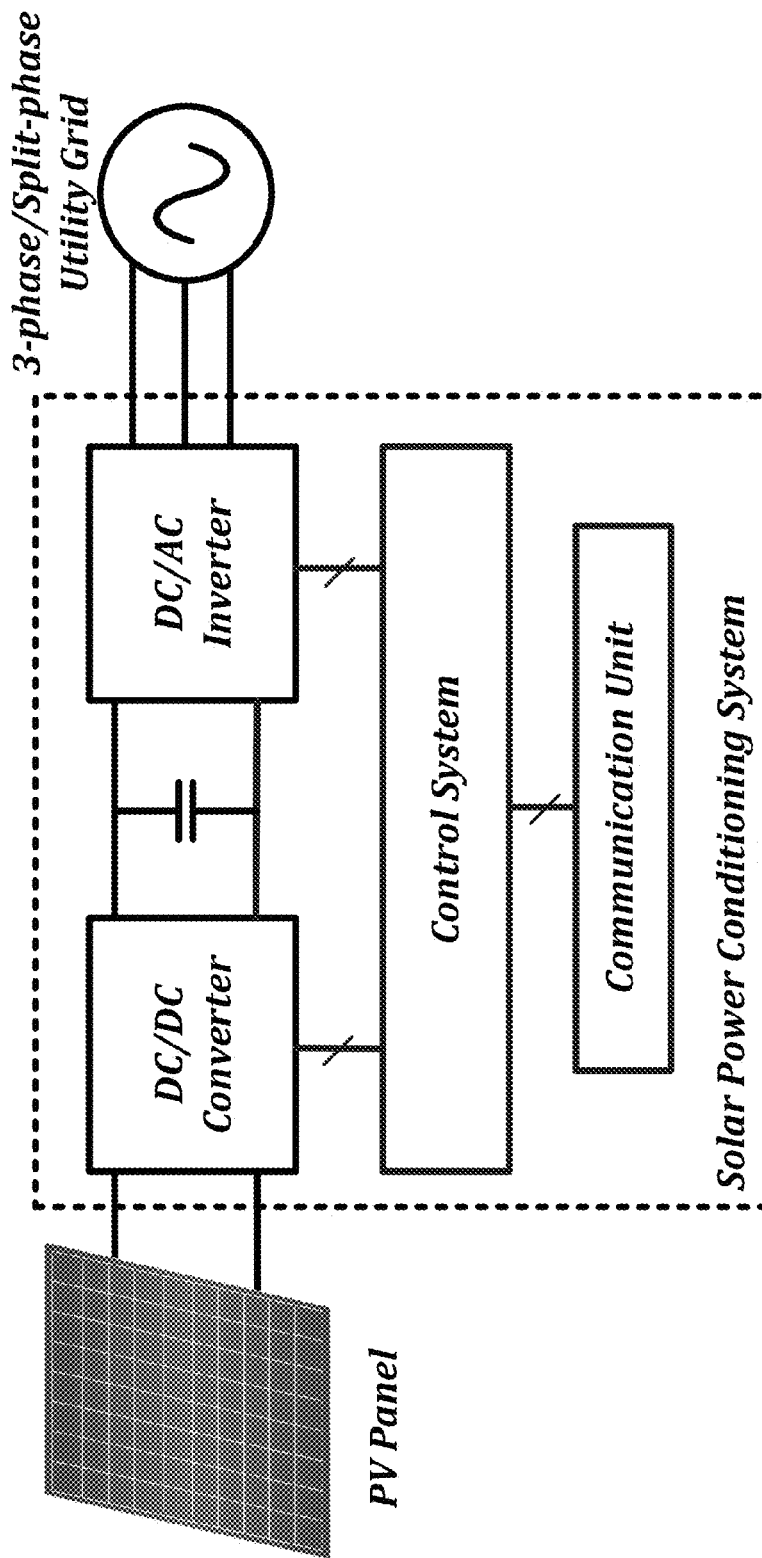 3-phase/Split-phase
Utility Grid
DC/DC
Converter
DC/AC
Inverter
Control System
Communication Unit
Solar Power Conditioning System
PV Panel